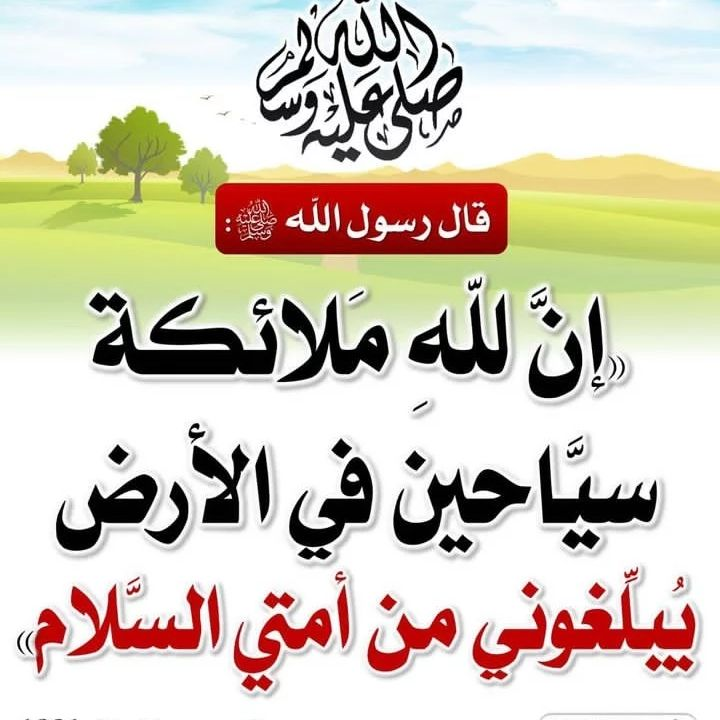 صلى الله عليه وسلم
قال رسول الله ﷺ :
«إنَّ للّهِ مَلائكة
سيَّاحينَ في الأرض
يُبلِّغوني من أمتي السَّلام»